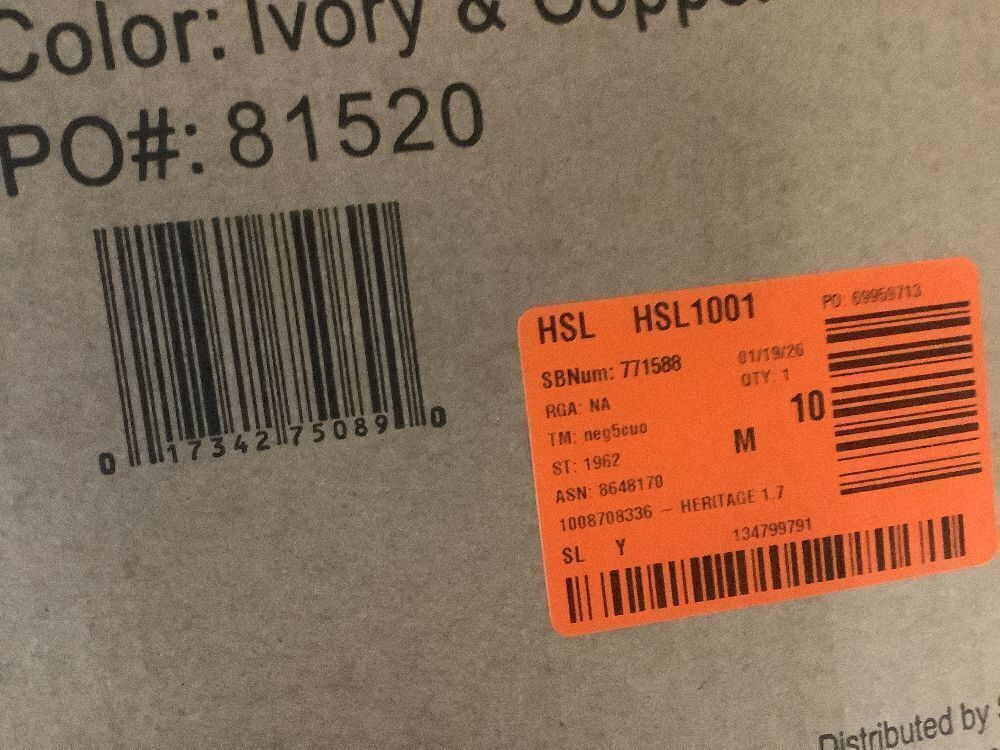 Color: Ivory & Copper
PO#: 81520
0 17342 75089 0
HSL HSL1001
PO: 69959713
SBNum: 771588
01/19/26
QTY: 1
RGA: NA
10
TM: neg5cuo
M
ST: 1962
ASN: 8648170
1008708336 – HERITAGE 1.7
SL Y
134799791
Distributed by